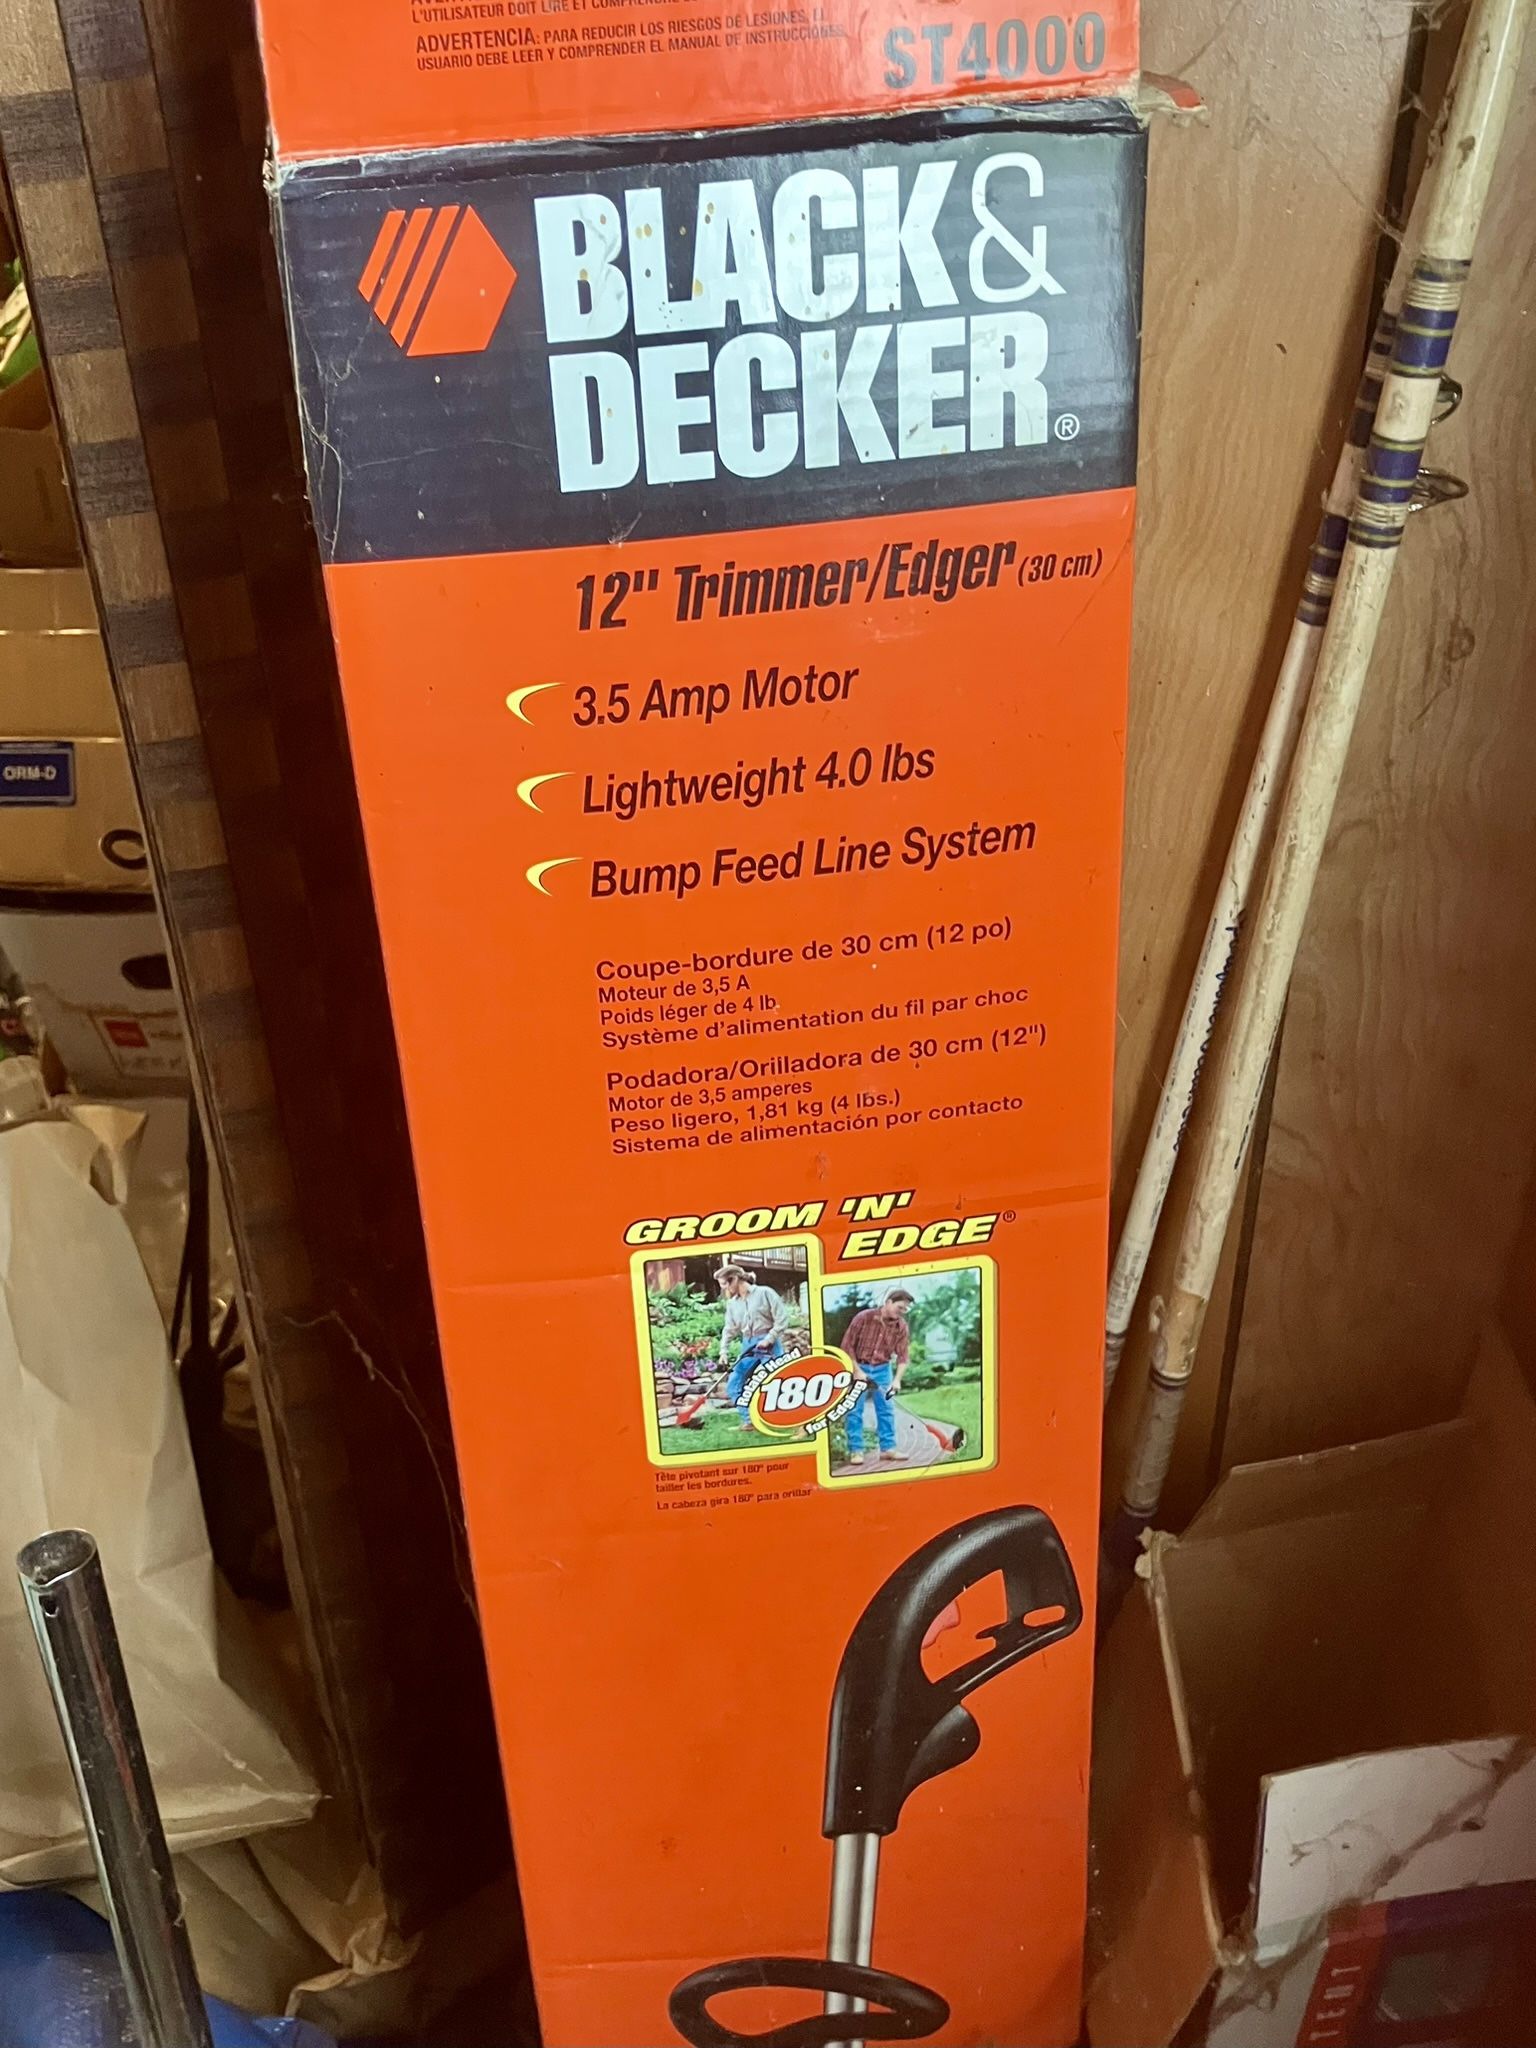 L'UTILISATEUR DOIT LIRE ET
ADVERTENCIA: PARA REDUCIR LOS RIESGOS DE LESIONES, EL
USUARIO DEBE LEER Y COMPRENDER EL MANUAL DE INSTRUCCIONES.
ST4000
BLACK&
DECKER®
12" Trimmer/Edger (30 cm)
3.5 Amp Motor
Lightweight 4.0 lbs
Bump Feed Line System
Coupe-bordure de 30 cm (12 po)
Moteur de 3,5 A
Poids léger de 4 lb
Système d'alimentation du fil par choc
Podadora/Orilladora de 30 cm (12")
Motor de 3,5 amperes
Peso ligero, 1,81 kg (4 lbs.)
Sistema de alimentación por contacto
GROOM 'N'
EDGE®
Rotate Head
180°
for Edging
Tête pivotant sur 180° pour
tailler les bordures.
La cabeza gira 180° para orillar
ORM-D